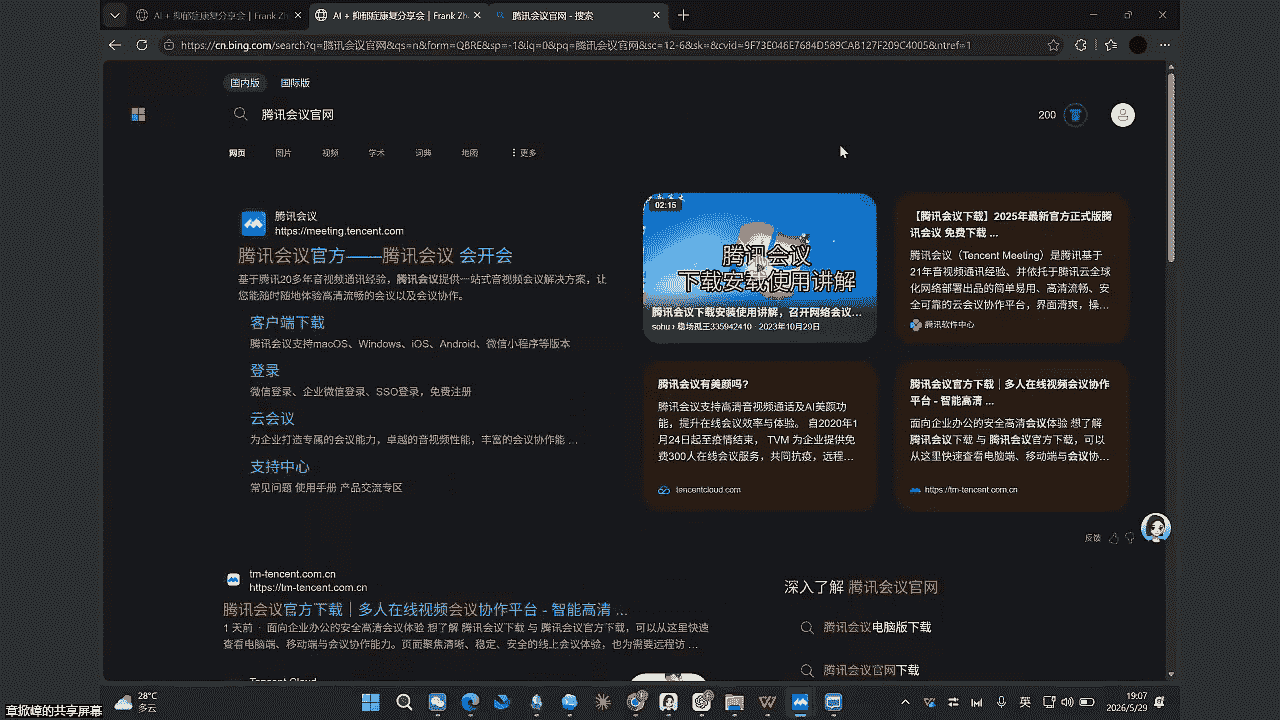 AI + 抑郁症康复分享会 | Frank Zh
AI + 抑郁症康复分享会 | Frank Zh
腾讯会议官网 - 搜索
https://cn.bing.com/search?q=腾讯会议官网&qs=n&form=QBRE&sp=-1&lq=0&pq=腾讯会议官网&sc=12-6&sk=&cvid=9F73E046E7684D589CAB127F209C4005&ntref=1
国内版 国际版
腾讯会议官网
200
网页 图片 视频 学术 词典 地图 更多
腾讯会议
https://meeting.tencent.com
腾讯会议官方——腾讯会议 会开会
基于腾讯20多年音视频通讯经验，腾讯会议提供一站式音视频会议解决方案，让
您能随时随地体验高清流畅的会议以及会议协作。
客户端下载
腾讯会议支持macOS、Windows、iOS、Android、微信小程序等版本
登录
微信登录、企业微信登录、SSO登录，免费注册
云会议
为企业打造专属的会议能力，卓越的音视频性能，丰富的会议协作能 ...
支持中心
常见问题 使用手册 产品交流专区
02:15
腾讯会议
下载安装使用讲解
腾讯会议下载安装使用讲解，召开网络会议...
sohu › 稳场孤王335942410 · 2023年10月29日
【腾讯会议下载】2025年最新官方正式版腾
讯会议 免费下载 ...
腾讯会议（Tencent Meeting）是腾讯基于
21年音视频通讯经验、并依托于腾讯云全球
化网络部署出品的简单易用、高清流畅、安
全可靠的云会议协作平台，界面清爽，操...
腾讯软件中心
腾讯会议有美颜吗?
腾讯会议支持高清音视频通话及AI美颜功
能，提升在线会议效率与体验。 自2020年1
月24日起至疫情结束， TVM 为企业提供免
费300人在线会议服务，共同抗疫，远程...
tencentcloud.com
腾讯会议官方下载｜多人在线视频会议协作
平台 - 智能高清 ...
面向企业办公的安全高清会议体验 想了解
腾讯会议下载 与 腾讯会议官方下载，可以
从这里快速查看电脑端、移动端与会议协...
https://tm-tencent.com.cn
反馈
tm-tencent.com.cn
https://tm-tencent.com.cn
腾讯会议官方下载｜多人在线视频会议协作平台 - 智能高清 ...
1 天前 · 面向企业办公的安全高清会议体验 想了解 腾讯会议下载 与 腾讯会议官方下载，可以从这里快速
查看电脑端、移动端与会议协作能力。页面聚焦清晰、稳定、安全的线上会议体验，也为需要远程访 ...
Tencent Cloud
深入了解 腾讯会议官网
腾讯会议电脑版下载
腾讯会议官网下载
28°C
多云
英
19:07
2026/5/29
章掀嶂的共享屏幕